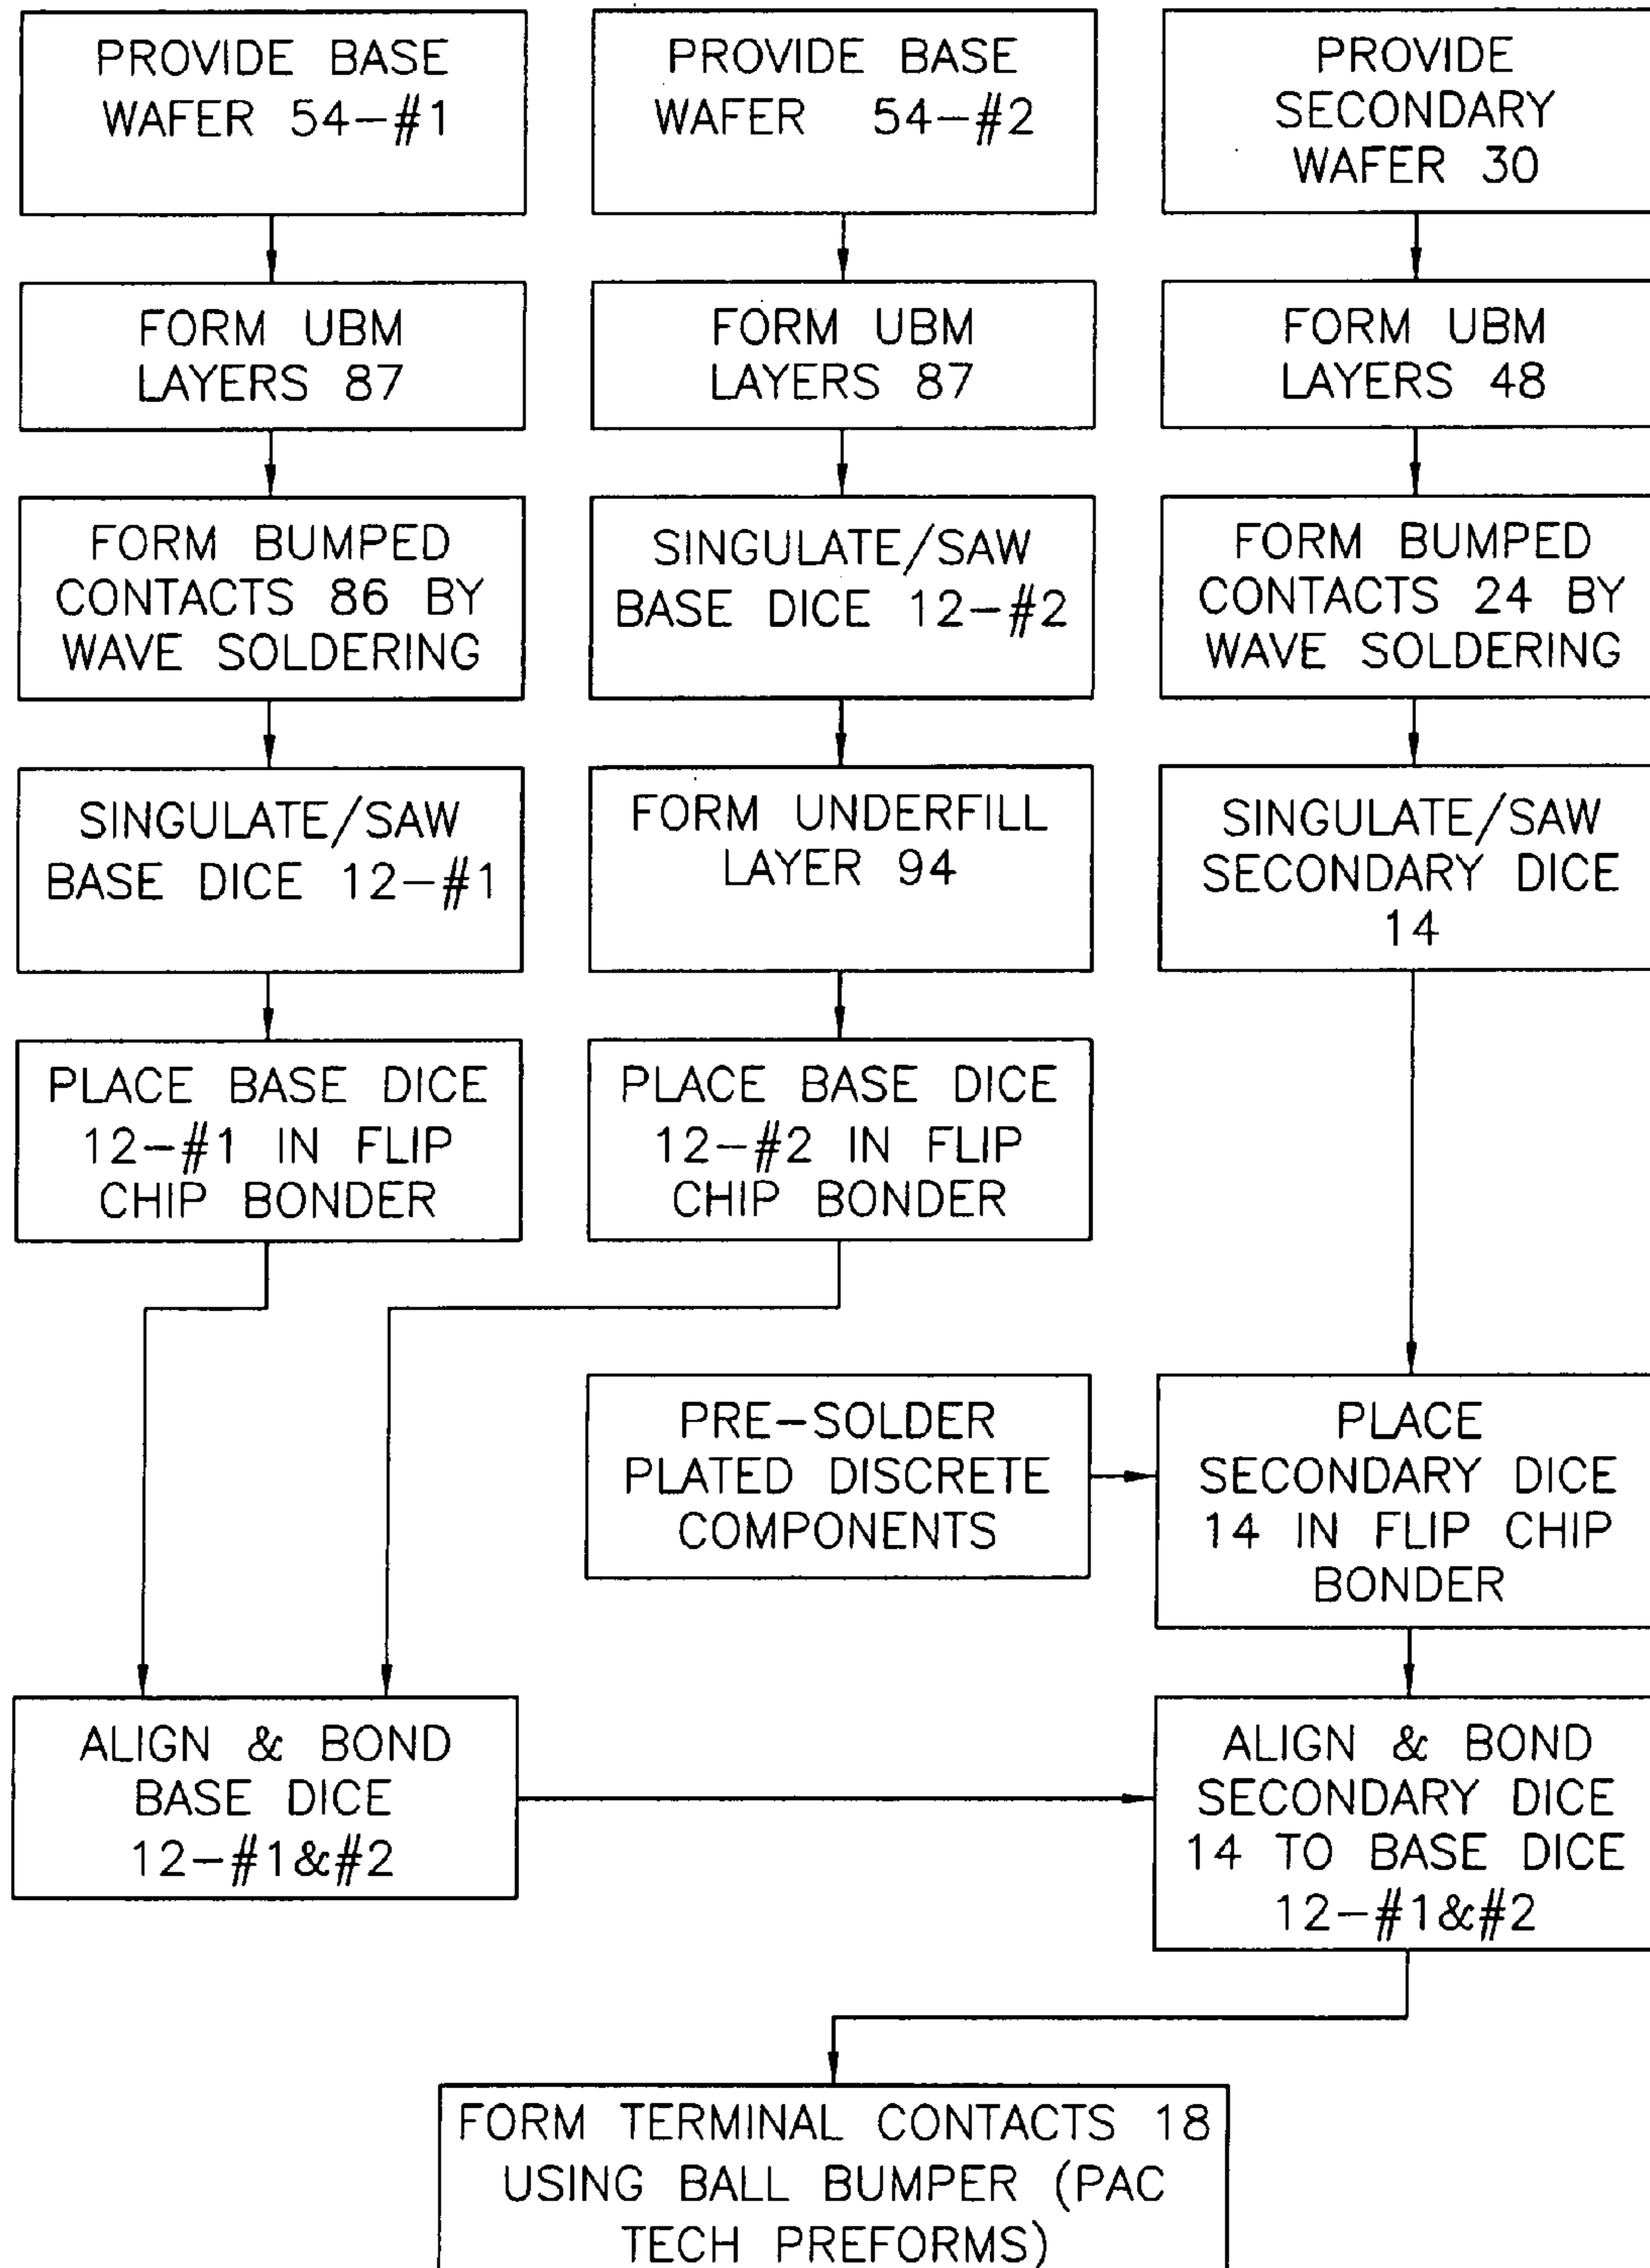 PROVIDE BASE
WAFER 54-#1
PROVIDE BASE
WAFER 54-#2
PROVIDE
SECONDARY
WAFER 30
FORM UBM
LAYERS 87
FORM UBM
LAYERS 87
FORM UBM
LAYERS 48
FORM BUMPED
CONTACTS 86 BY
WAVE SOLDERING
SINGULATE/SAW
BASE DICE 12-#2
FORM BUMPED
CONTACTS 24 BY
WAVE SOLDERING
SINGULATE/SAW
BASE DICE 12-#1
FORM UNDERFILL
LAYER 94
SINGULATE/SAW
SECONDARY DICE
14
PLACE BASE DICE
12-#1 IN FLIP
CHIP BONDER
PLACE BASE DICE
12-#2 IN FLIP
CHIP BONDER
PRE-SOLDER
PLATED DISCRETE
COMPONENTS
PLACE
SECONDARY DICE
14 IN FLIP CHIP
BONDER
ALIGN & BOND
BASE DICE
12-#1&#2
ALIGN & BOND
SECONDARY DICE
14 TO BASE DICE
12-#1&#2
FORM TERMINAL CONTACTS 18
USING BALL BUMPER (PAC
TECH PREFORMS)